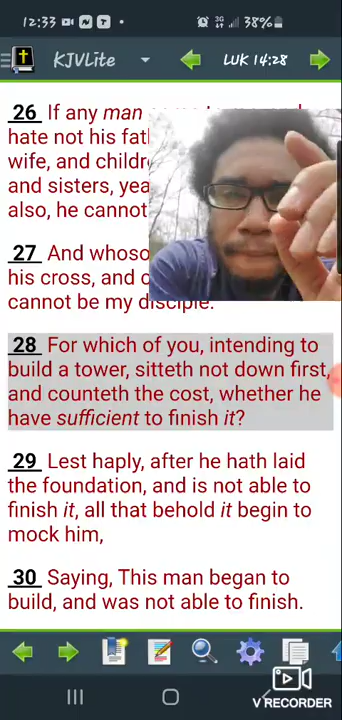 12:33 38%
KJVLite LUK 14:28
26 If any man
hate not his
wife, and
and sisters, yea
also, he cannot
27 And
his cross, and
cannot be my disciple.
28 For which of you, intending to
build a tower, sitteth not down first,
and counteth the cost, whether he
have sufficient to finish it?
29 Lest haply, after he hath laid
the foundation, and is not able to
finish it, all that behold it begin to
mock him,
30 Saying, This man began to
build, and was not able to finish.
V RECORDER